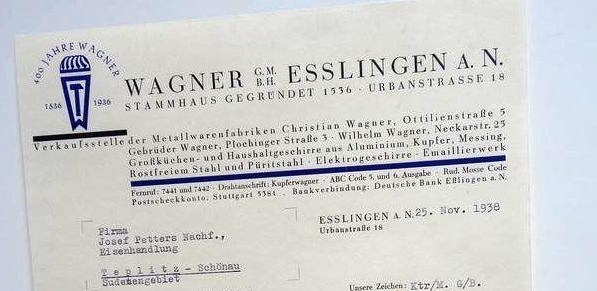 400 JAHRE WAGNER
1536 1936
WAGNER G.M.B.H. ESSLINGEN A. N.
STAMMHAUS GEGRÜNDET 1536 · URBANSTRASSE 18
Verkaufsstelle der Metallwarenfabriken Christian Wagner, Ottilienstraße 5
Gebrüder Wagner, Plochinger Straße 3 · Wilhelm Wagner, Neckarstr. 25
Großküchen- und Haushaltgeschirre aus Aluminium, Kupfer, Messing,
Rostfreiem Stahl und Püritstahl · Elektrogeschirre · Emaillierwerk
Fernruf: 7441 und 7442 · Drahtanschrift: Kupferwagner · ABC Code 5. und 6. Ausgabe · Rud. Mosse Code
Postscheckkonto: Stuttgart 5381 · Bankverbindung: Deutsche Bank Eßlingen a. N.
ESSLINGEN A. N. 25. Nov. 1938
Urbanstraße 18
Firma
Josef Petters Nachf.,
Eisenhandlung
Teplitz-Schönau
Sudetengebiet
Unsere Zeichen: Ktr/M. G/B.